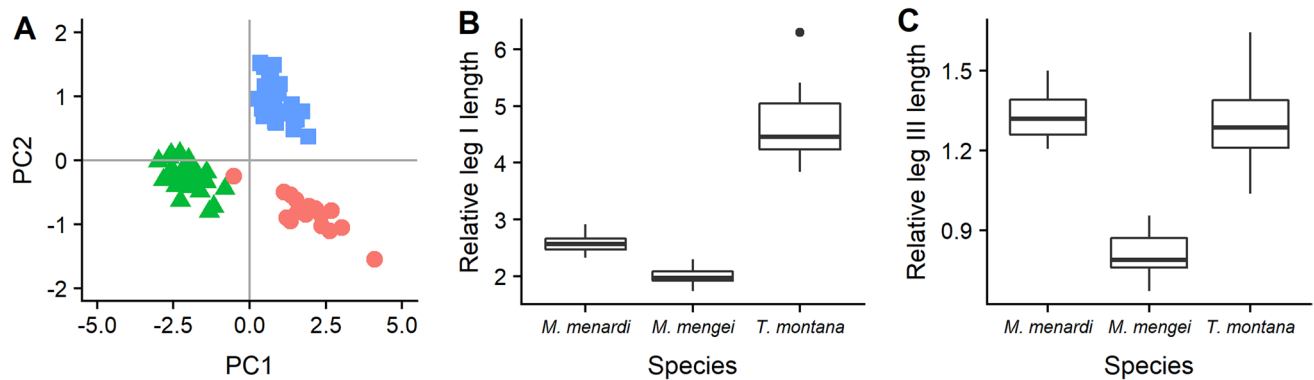 A
PC2
2
1
0
-1
-2
-5.0 -2.5 0.0 2.5 5.0
PC1
B
Relative leg I length
6
5
4
3
2
M. menardi M. mengei T. montana
Species
C
Relative leg III length
1.5
1.2
0.9
M. menardi M. mengei T. montana
Species